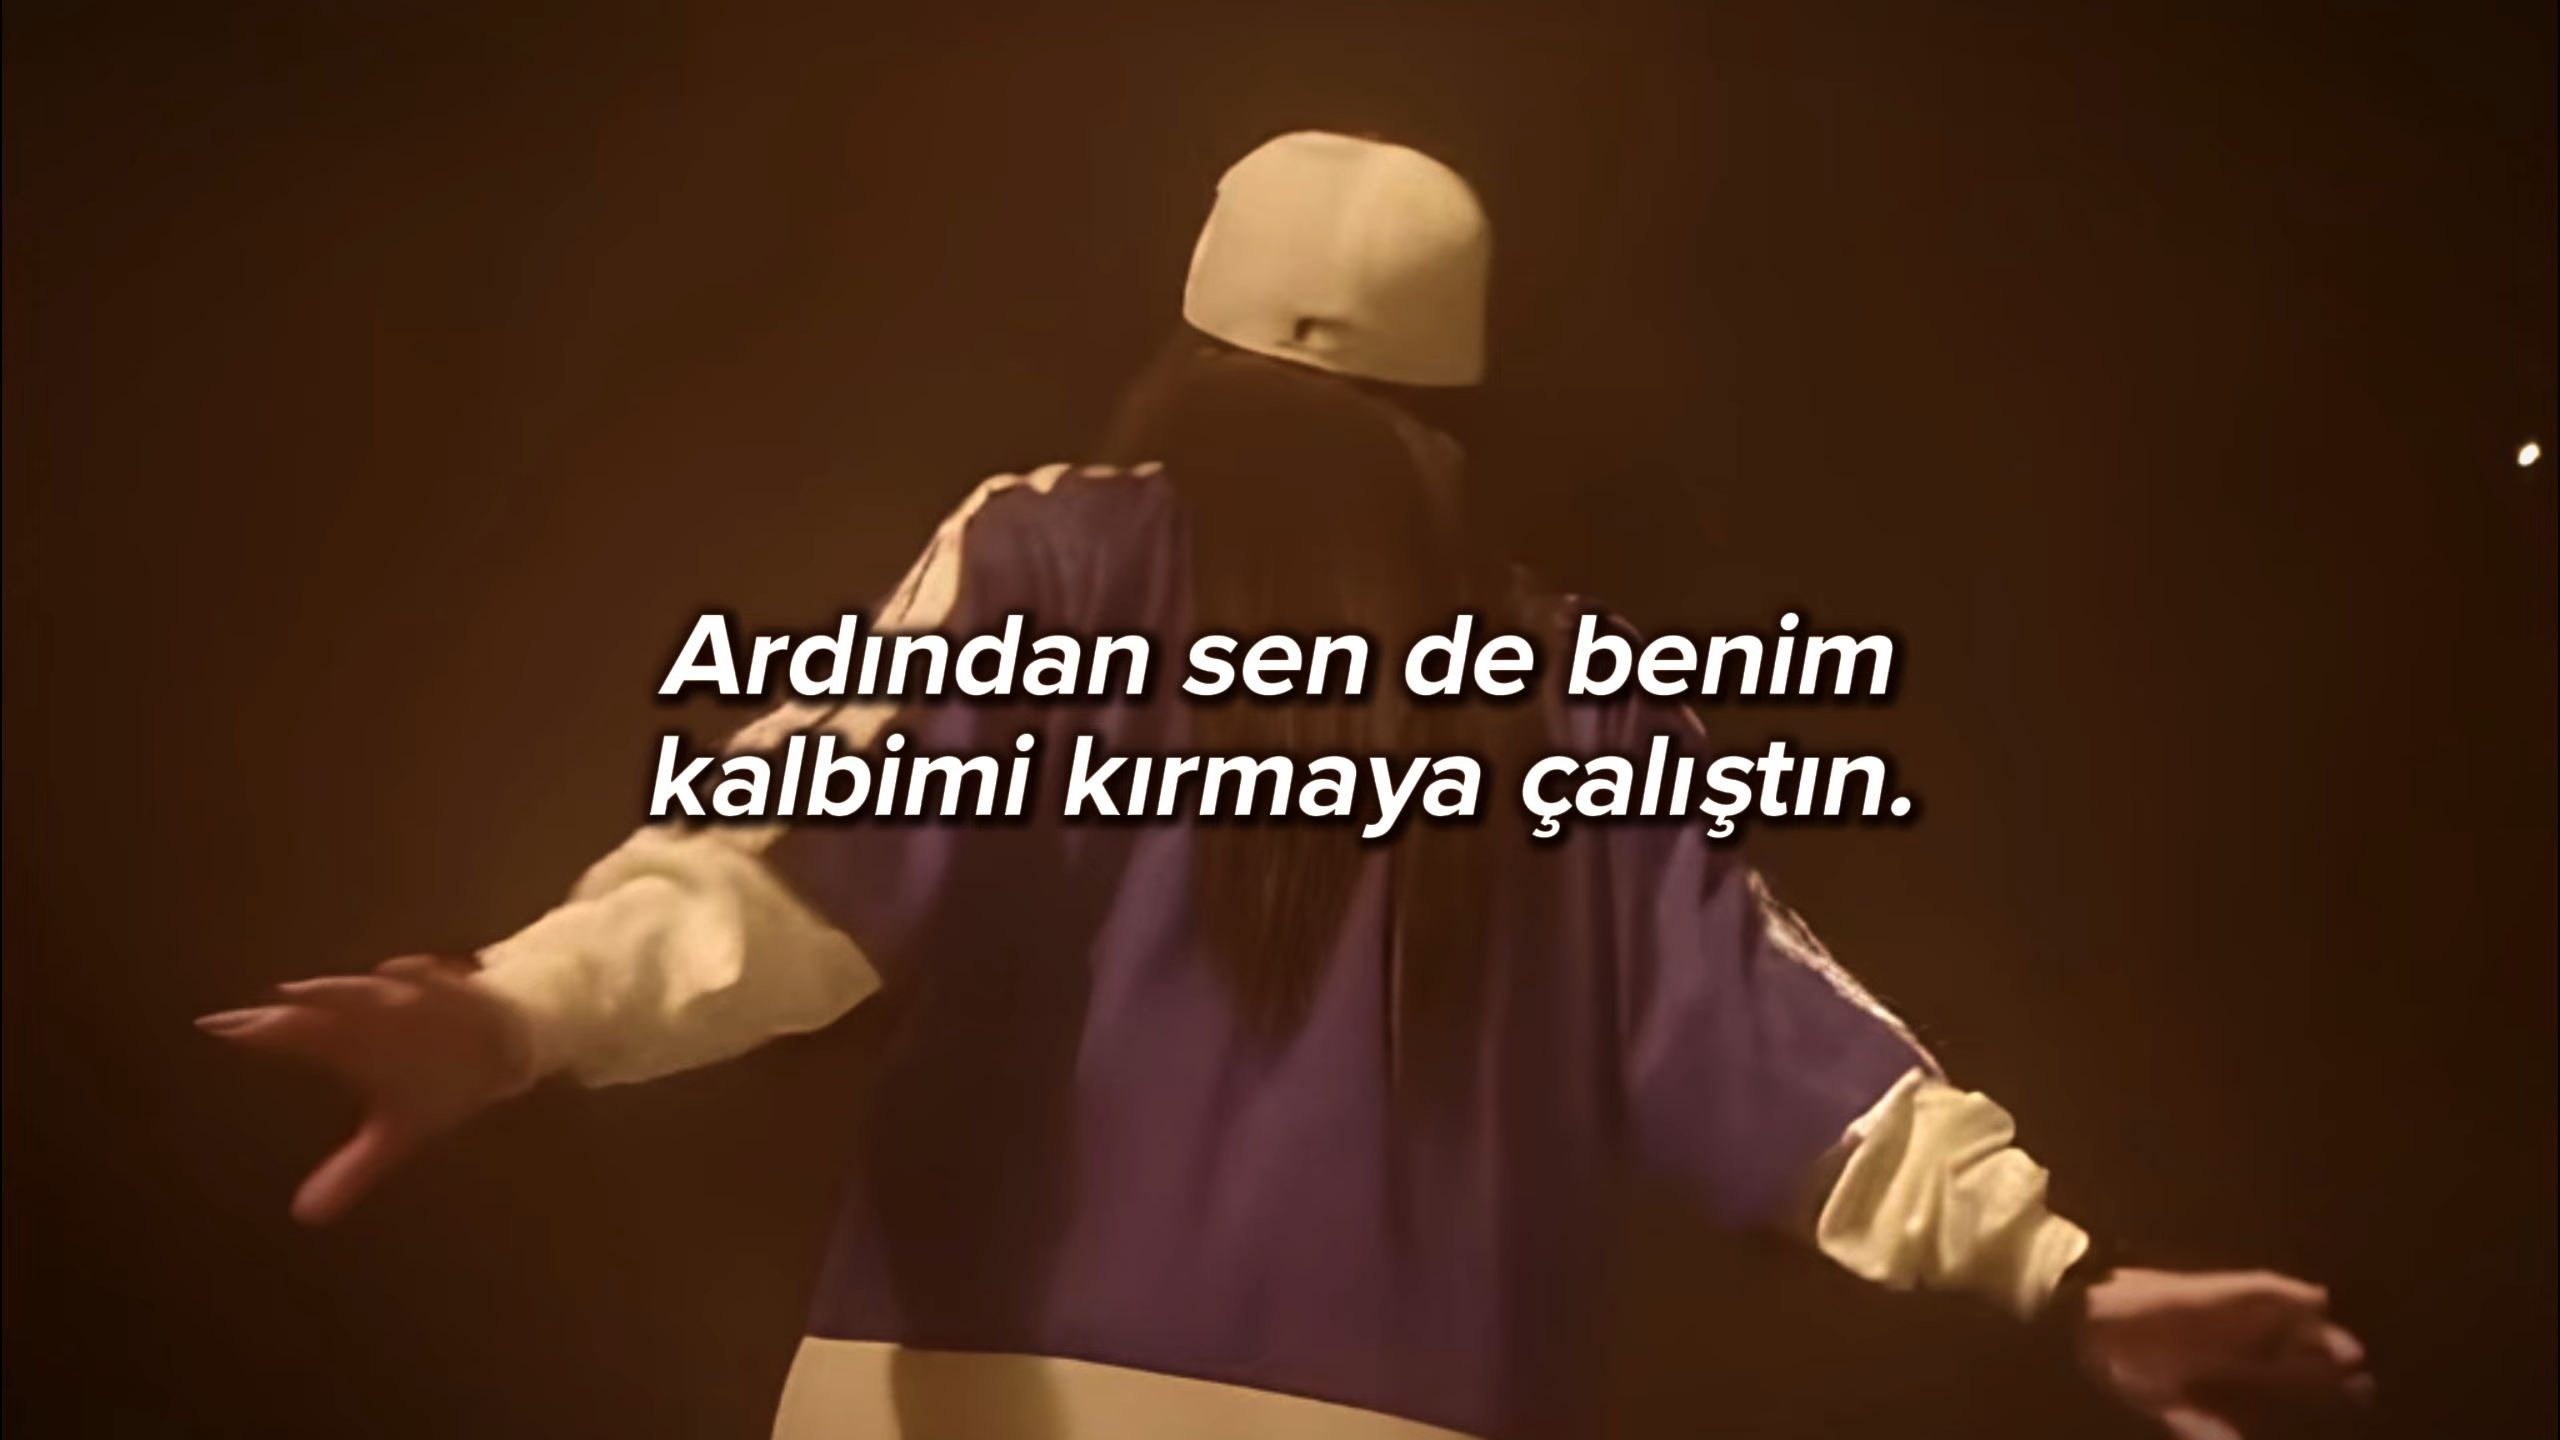 Ardından sen de benim
kalbimi kırmaya çalıştın.